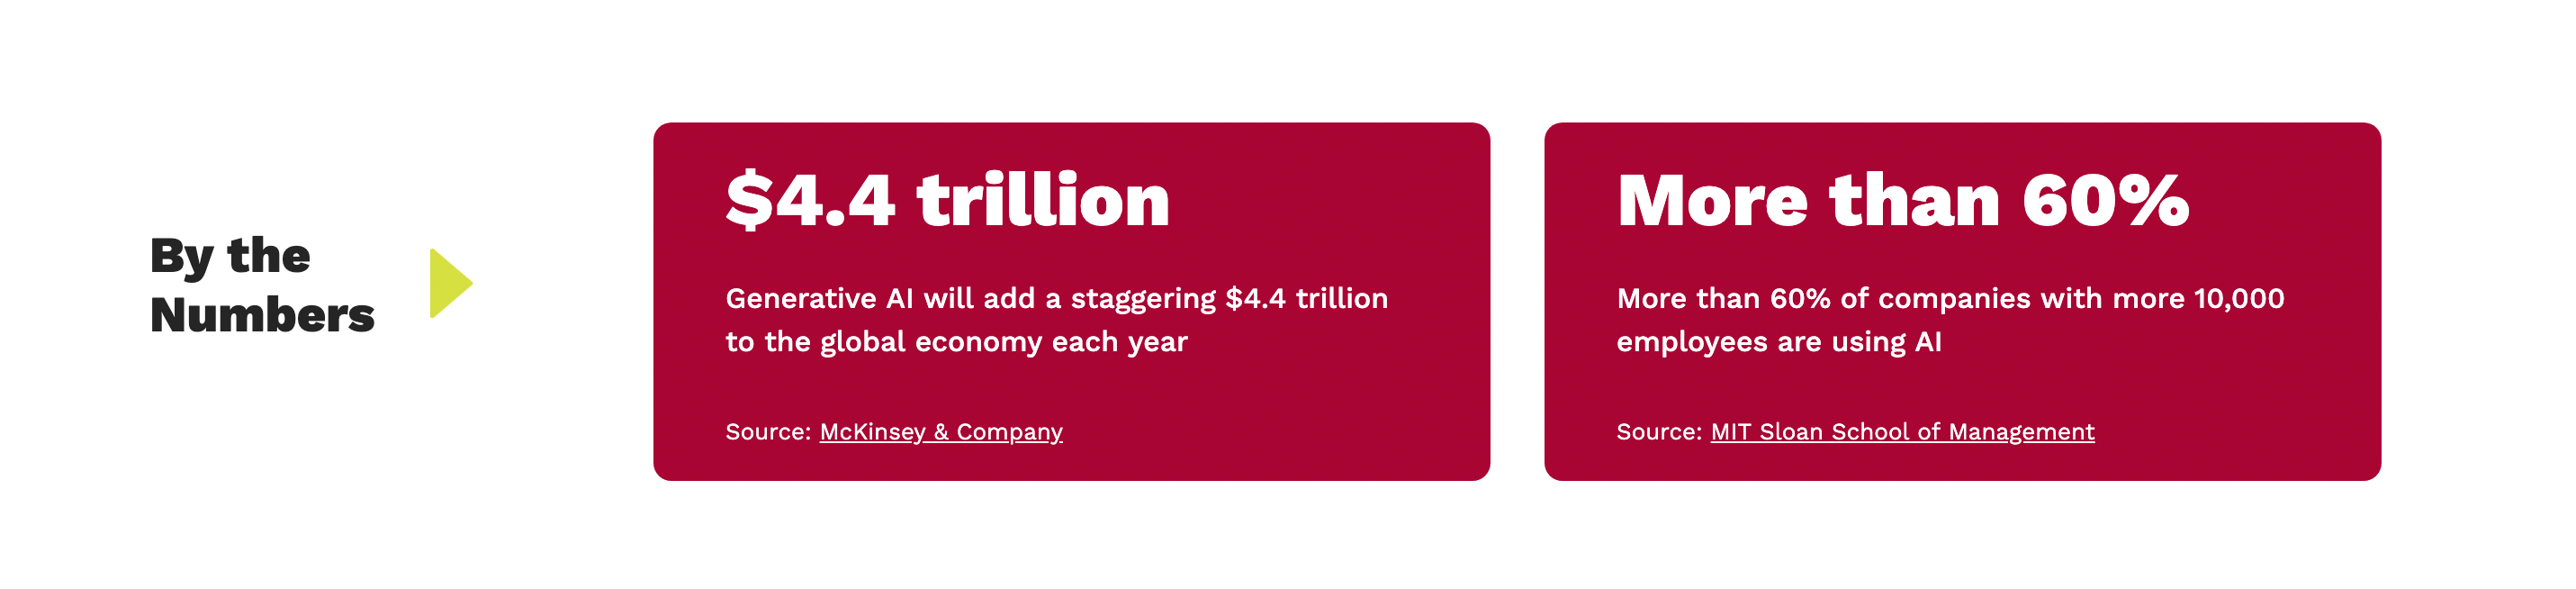 By the
Numbers
$4.4 trillion
Generative AI will add a staggering $4.4 trillion
to the global economy each year
Source: McKinsey & Company
More than 60%
More than 60% of companies with more 10,000
employees are using AI
Source: MIT Sloan School of Management